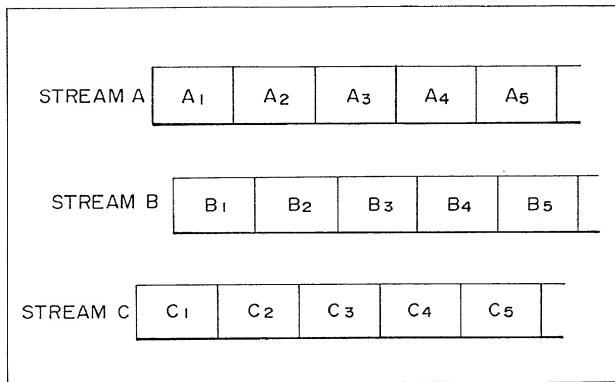 STREAM A A1 A2 A3 A4 A5
STREAM B B1 B2 B3 B4 B5
STREAM C C1 C2 C3 C4 C5